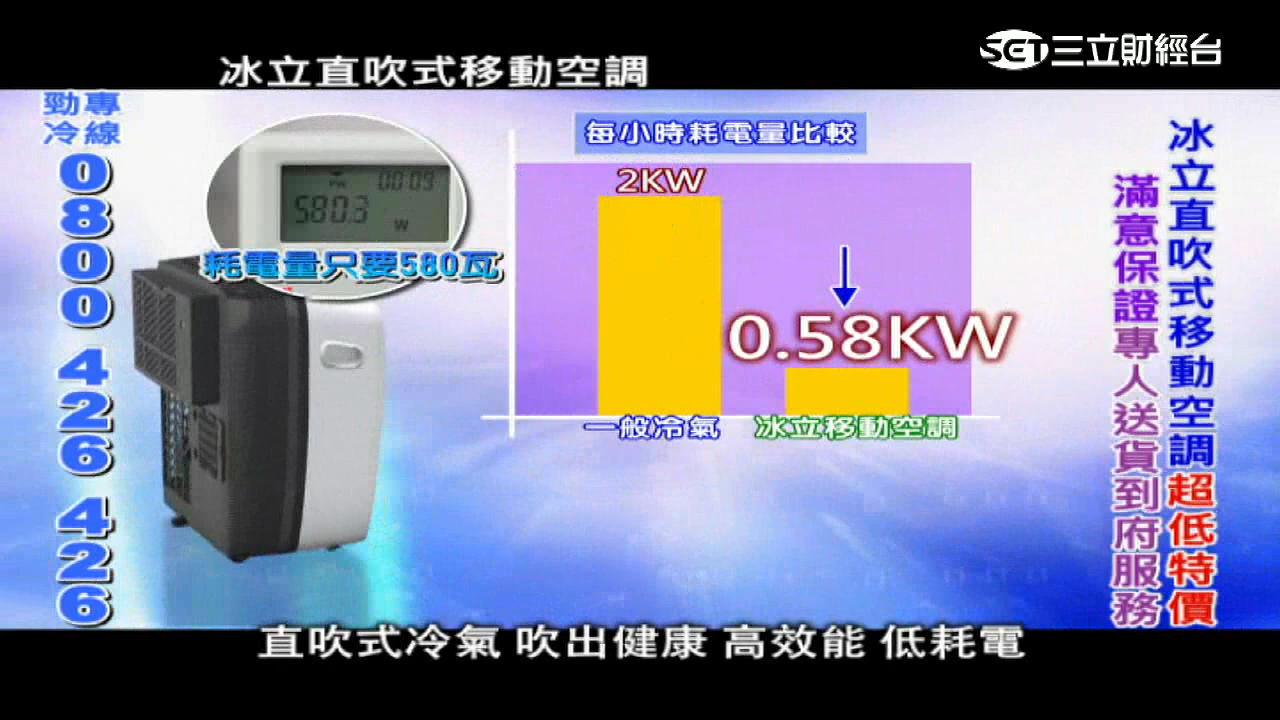 SET三立財經台
冰立直吹式移動空調
勁冷專線
0800 426 426
00:09
PW
580.3
W
耗電量只要580瓦
每小時耗電量比較
2KW
0.58KW
一般冷氣
冰立移動空調
冰立直吹式移動空調超低特價
滿意保證專人送貨到府服務
直吹式冷氣 吹出健康 高效能 低耗電